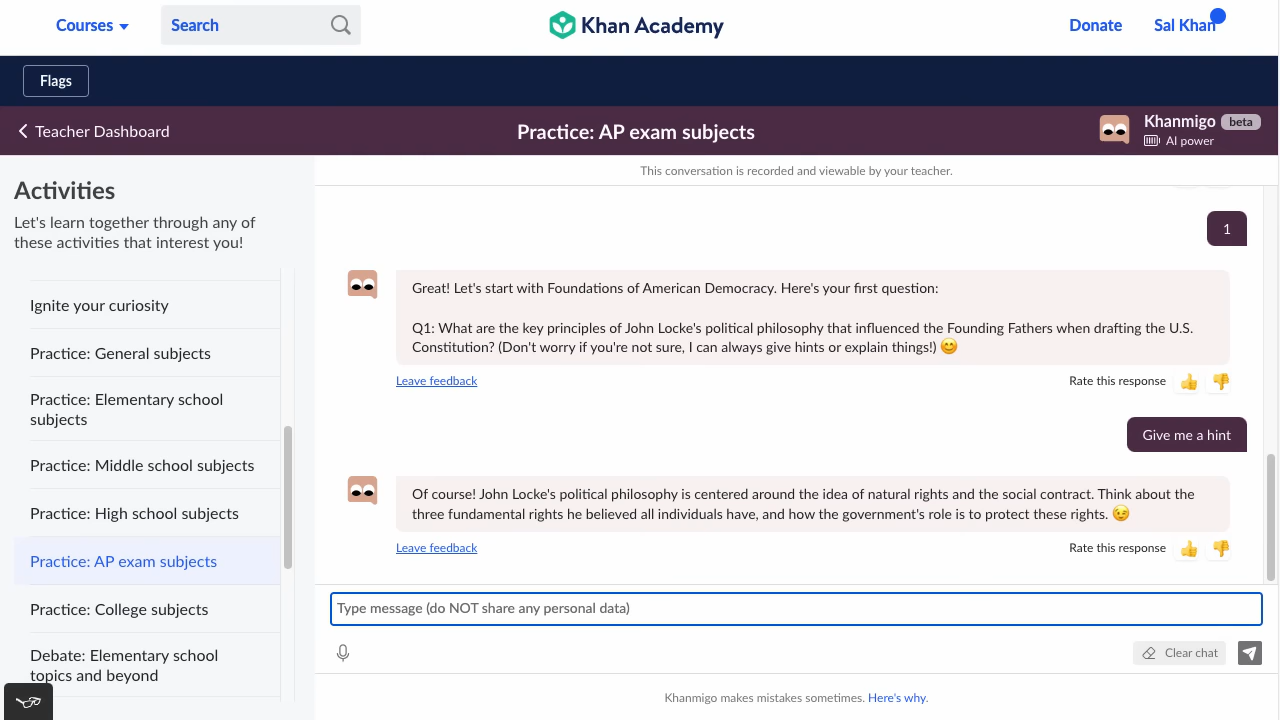 Courses
Search
Khan Academy
Donate
Sal Khan
Flags
Teacher Dashboard
Practice: AP exam subjects
Khanmigo beta
AI power
Activities
Let's learn together through any of
these activities that interest you!
Ignite your curiosity
Practice: General subjects
Practice: Elementary school
subjects
Practice: Middle school subjects
Practice: High school subjects
Practice: AP exam subjects
Practice: College subjects
Debate: Elementary school
topics and beyond
This conversation is recorded and viewable by your teacher.
1
Great! Let's start with Foundations of American Democracy. Here's your first question:
Q1: What are the key principles of John Locke's political philosophy that influenced the Founding Fathers when drafting the U.S.
Constitution? (Don't worry if you're not sure, I can always give hints or explain things!) 😊
Leave feedback
Rate this response 👍 👎
Give me a hint
Of course! John Locke's political philosophy is centered around the idea of natural rights and the social contract. Think about the
three fundamental rights he believed all individuals have, and how the government's role is to protect these rights. 😉
Leave feedback
Rate this response 👍 👎
Type message (do NOT share any personal data)
Clear chat
Khanmigo makes mistakes sometimes. Here's why.